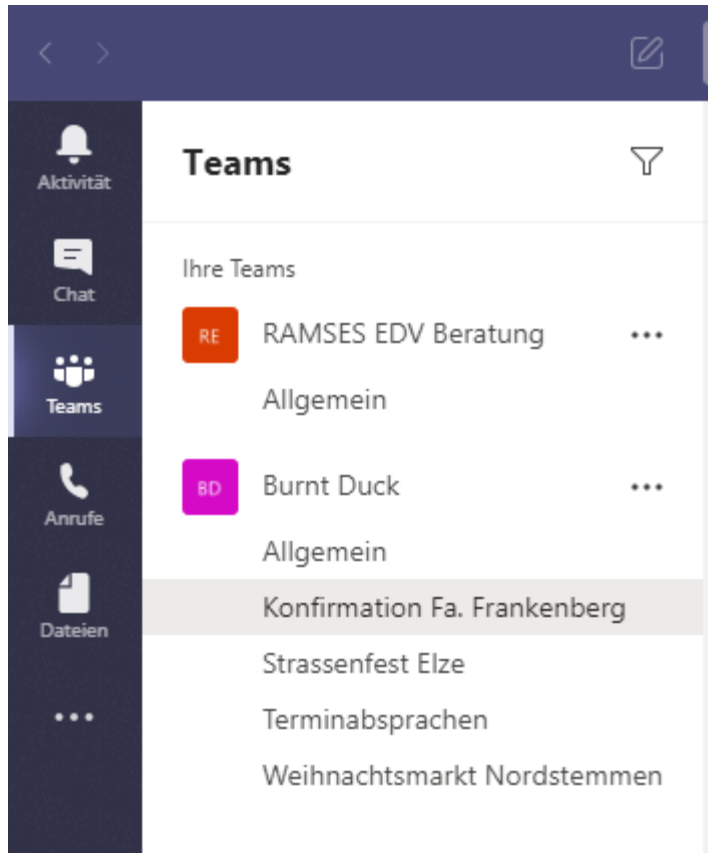 Aktivität
Chat
Teams
Anrufe
Dateien
Teams
Ihre Teams
RE RAMSES EDV Beratung
Allgemein
BD Burnt Duck
Allgemein
Konfirmation Fa. Frankenberg
Strassenfest Elze
Terminabsprachen
Weihnachtsmarkt Nordstemmen